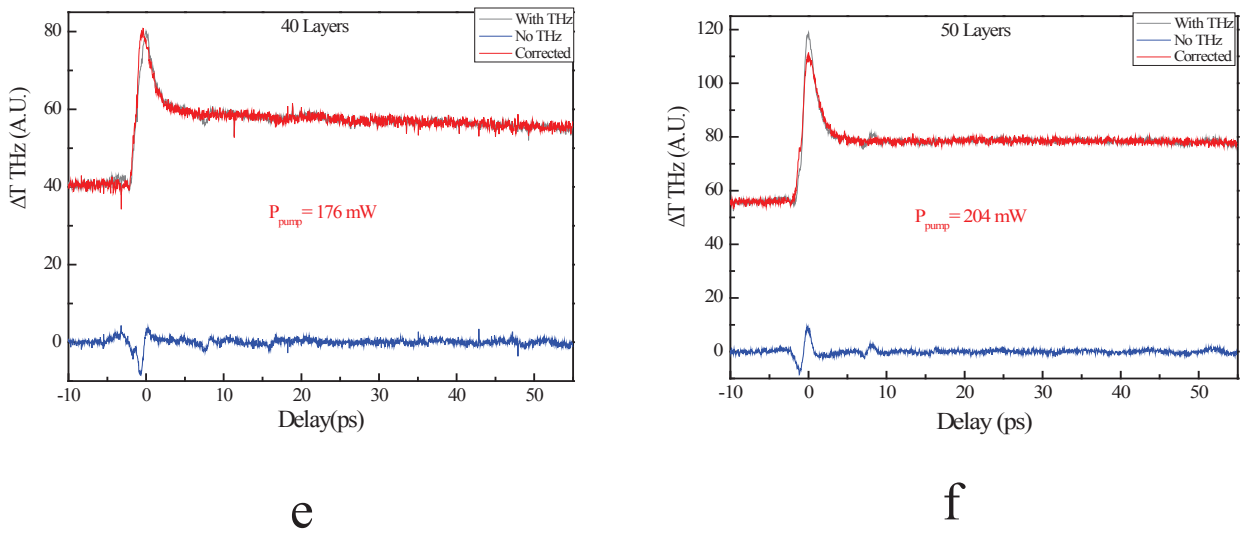 40 Layers
With THz
No THz
Corrected
80
60
40
20
0
ΔT THz (A.U.)
P_pump = 176 mW
-10 0 10 20 30 40 50
Delay(ps)
e
50 Layers
With THz
No THz
Corrected
120
100
80
60
40
20
0
ΔT THz (A.U.)
P_pump = 204 mW
-10 0 10 20 30 40 50
Delay (ps)
f